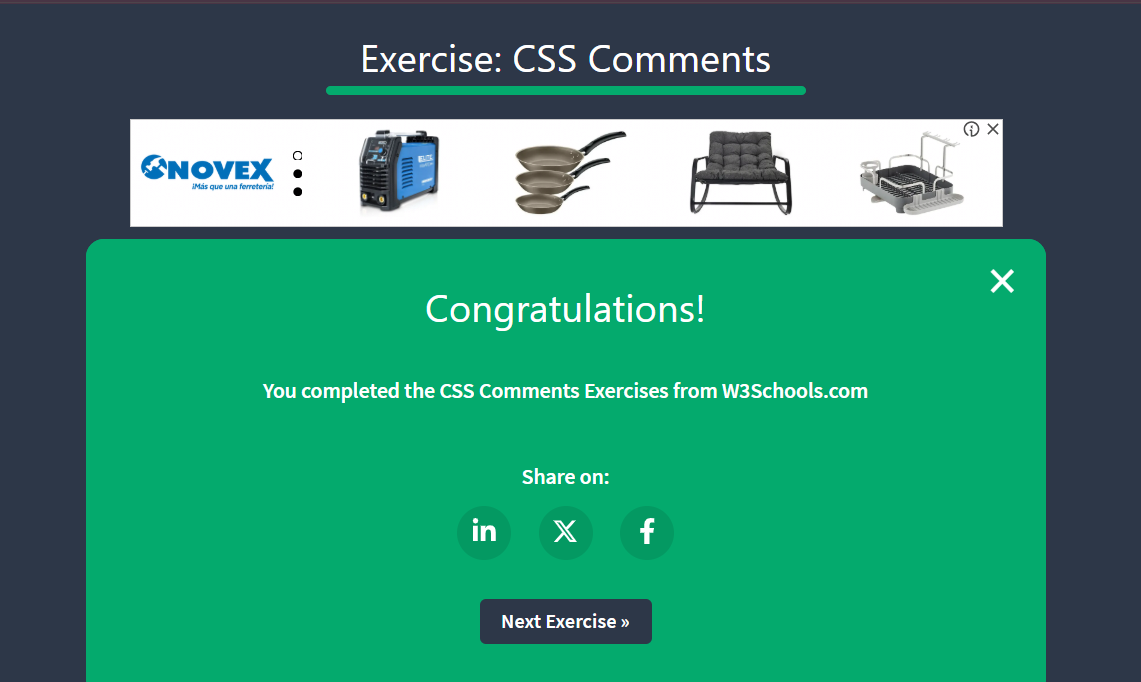 Exercise: CSS Comments
NOVEX
¡Más que una ferretería!
Congratulations!
You completed the CSS Comments Exercises from W3Schools.com
Share on:
in
X
f
Next Exercise »